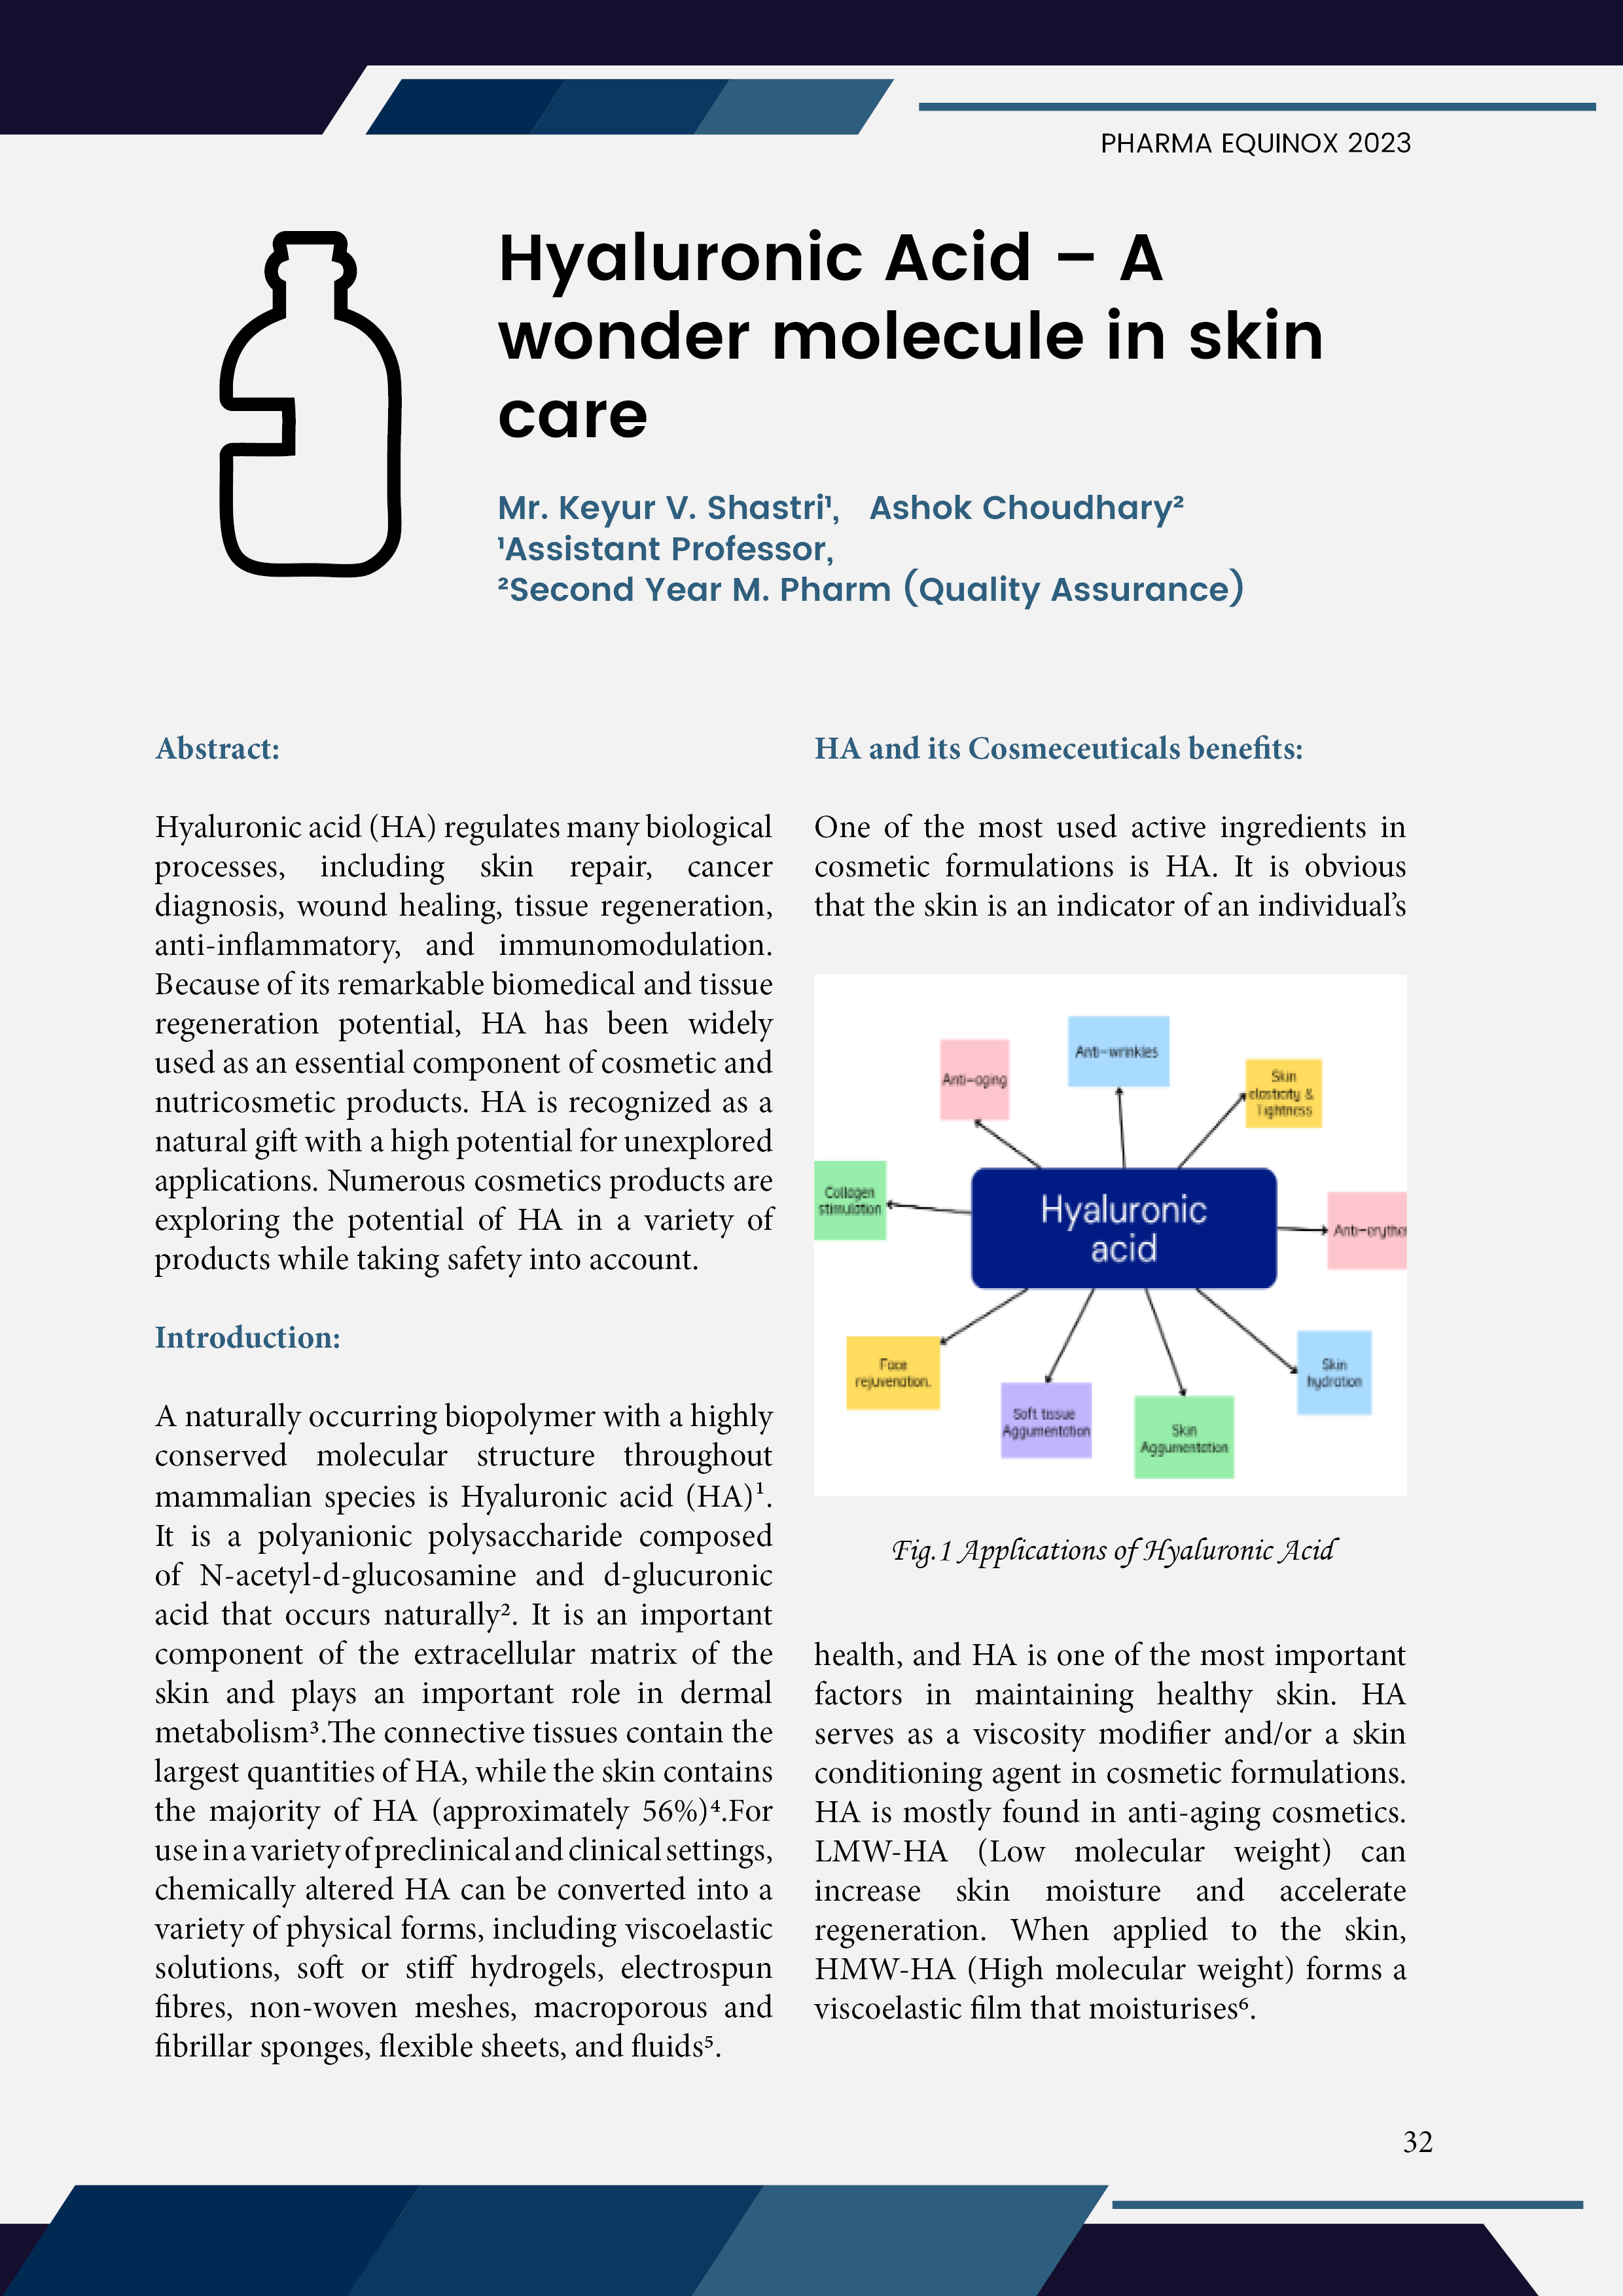 PHARMA EQUINOX 2023
Hyaluronic Acid – A
wonder molecule in skin
care
Mr. Keyur V. Shastri¹, Ashok Choudhary²
¹Assistant Professor,
²Second Year M. Pharm (Quality Assurance)
Abstract:
Hyaluronic acid (HA) regulates many biological
processes, including skin repair, cancer
diagnosis, wound healing, tissue regeneration,
anti-inflammatory, and immunomodulation.
Because of its remarkable biomedical and tissue
regeneration potential, HA has been widely
used as an essential component of cosmetic and
nutricosmetic products. HA is recognized as a
natural gift with a high potential for unexplored
applications. Numerous cosmetics products are
exploring the potential of HA in a variety of
products while taking safety into account.
Introduction:
A naturally occurring biopolymer with a highly
conserved molecular structure throughout
mammalian species is Hyaluronic acid (HA)¹.
It is a polyanionic polysaccharide composed
of N-acetyl-d-glucosamine and d-glucuronic
acid that occurs naturally². It is an important
component of the extracellular matrix of the
skin and plays an important role in dermal
metabolism³.The connective tissues contain the
largest quantities of HA, while the skin contains
the majority of HA (approximately 56%)⁴.For
use in a variety of preclinical and clinical settings,
chemically altered HA can be converted into a
variety of physical forms, including viscoelastic
solutions, soft or stiff hydrogels, electrospun
fibres, non-woven meshes, macroporous and
fibrillar sponges, flexible sheets, and fluids⁵.
HA and its Cosmeceuticals benefits:
One of the most used active ingredients in
cosmetic formulations is HA. It is obvious
that the skin is an indicator of an individual's
Anti-wrinkles
Anti-aging
Skin
elasticity &
Tightness
Collagen
stimulation
Hyaluronic
acid
Anti-erythe
Face
rejuvenation.
Skin
hydration
Soft tissue
Aggumentation
Skin
Aggumentation
Fig.1 Applications of Hyaluronic Acid
health, and HA is one of the most important
factors in maintaining healthy skin. HA
serves as a viscosity modifier and/or a skin
conditioning agent in cosmetic formulations.
HA is mostly found in anti-aging cosmetics.
LMW-HA (Low molecular weight) can
increase skin moisture and accelerate
regeneration. When applied to the skin,
HMW-HA (High molecular weight) forms a
viscoelastic film that moisturises⁶.
32